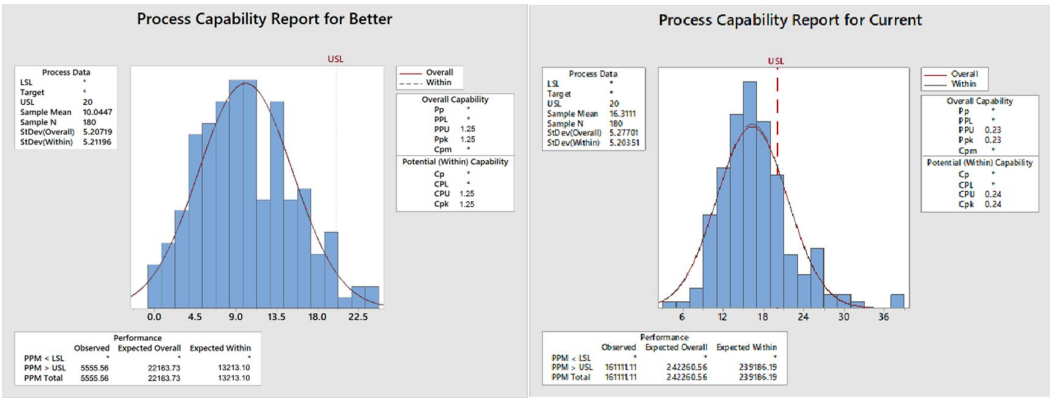 Process Capability Report for Better
USL
Process Data
LSL *
Target *
USL 20
Sample Mean 10.0447
Sample N 180
StDev(Overall) 5.20719
StDev(Within) 5.21196
Overall
Within
Overall Capability
Pp *
PPL *
PPU 1.25
Ppk 1.25
Cpm *
Potential (Within) Capability
Cp *
CPL *
CPU 1.25
Cpk 1.25
0.0 4.5 9.0 13.5 18.0 22.5
Performance
Observed Expected Overall Expected Within
PPM < LSL * * *
PPM > USL 5555.56 22163.73 13213.10
PPM Total 5555.56 22163.73 13213.10
Process Capability Report for Current
USL
Process Data
LSL *
Target *
USL 20
Sample Mean 16.3111
Sample N 180
StDev(Overall) 5.27701
StDev(Within) 5.20351
Overall
Within
Overall Capability
Pp *
PPL *
PPU 0.23
Ppk 0.23
Cpm *
Potential (Within) Capability
Cp *
CPL *
CPU 0.24
Cpk 0.24
6 12 18 24 30 36
Performance
Observed Expected Overall Expected Within
PPM < LSL * * *
PPM > USL 161111.11 242260.56 239186.19
PPM Total 161111.11 242260.56 239186.19